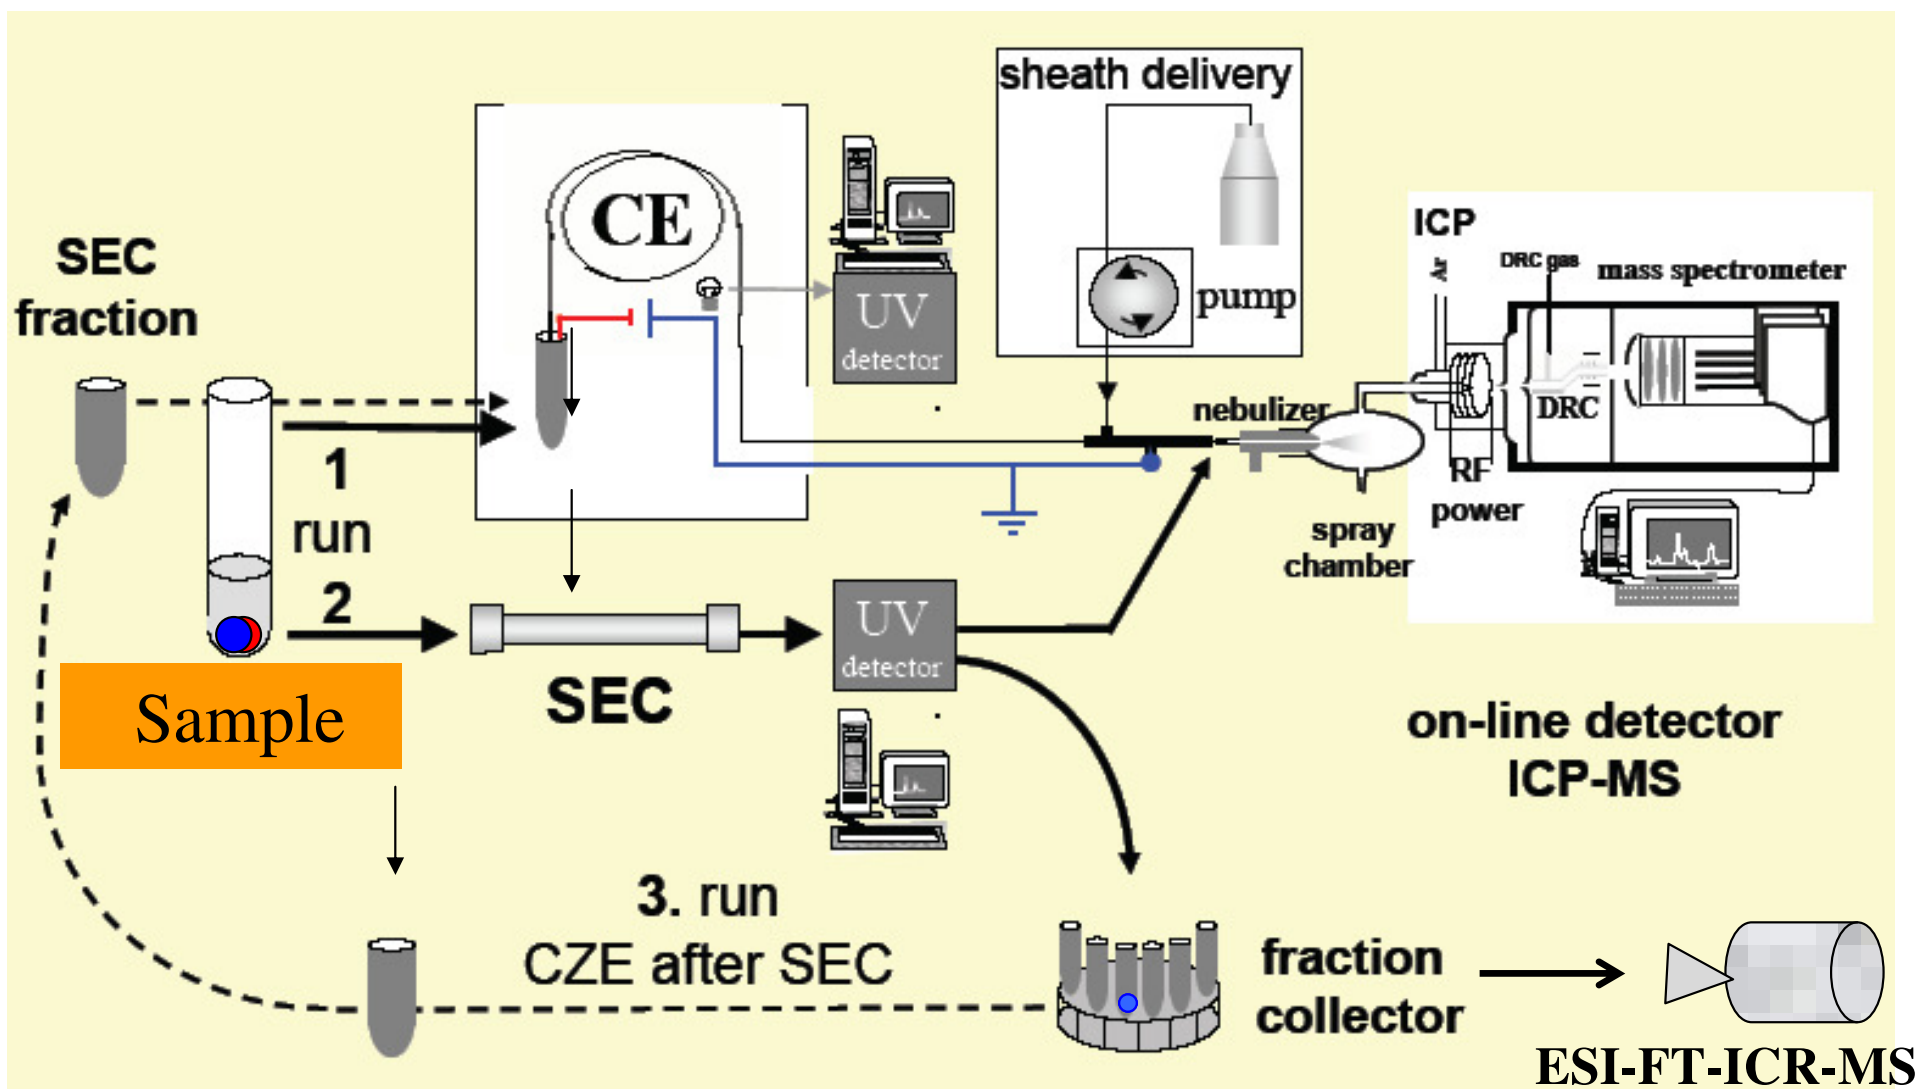 sheath delivery
CE
SEC
fraction
UV
detector
pump
ICP
Ar
DRC gas
mass spectrometer
DRC
nebulizer
RF
power
spray
chamber
1
run
2
UV
detector
SEC
Sample
on-line detector
ICP-MS
3. run
CZE after SEC
fraction
collector
ESI-FT-ICR-MS